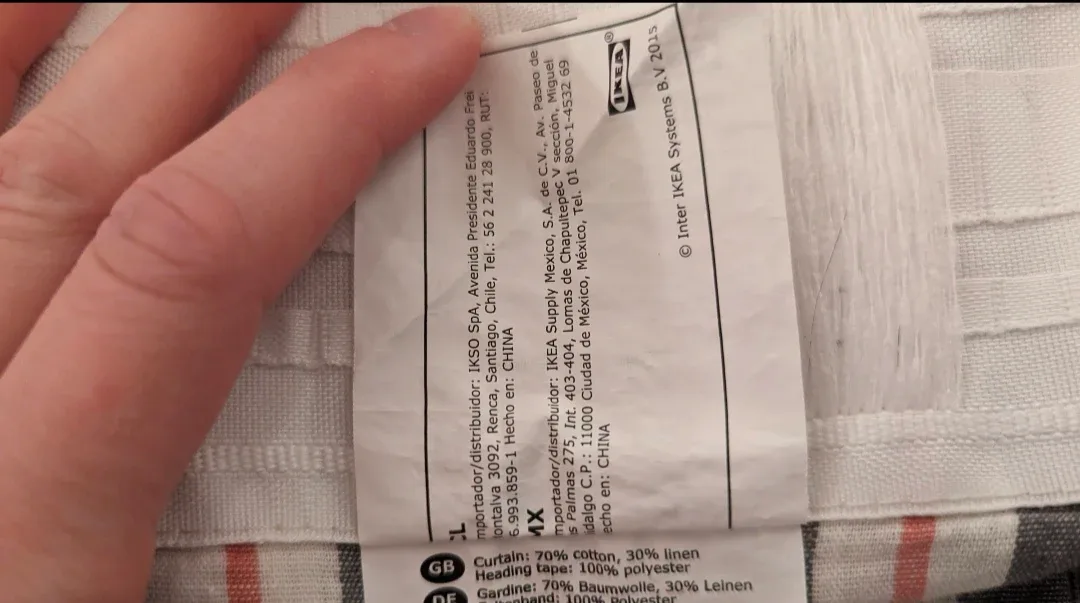 :L
mportador/distribuidor: IKSO SpA, Avenida Presidente Eduardo Frei
ontalva 3092, Renca, Santiago, Chile, Tel.: 56 2 241 28 900, RUT:
6.993.859-1 Hecho en: CHINA
MX
mportador/distribuidor: IKEA Supply Mexico, S.A. de C.V., Av. Paseo de
s Palmas 275, Int. 403-404, Lomas de Chapultepec V sección, Miguel
idalgo C.P.: 11000 Ciudad de México, México, Tel. 01 800-1-4532 69
echo en: CHINA
IKEA®
© Inter IKEA Systems B.V 2015
GB Curtain: 70% cotton, 30% linen
Heading tape: 100% polyester
DE Gardine: 70% Baumwolle, 30% Leinen
100% Polyester